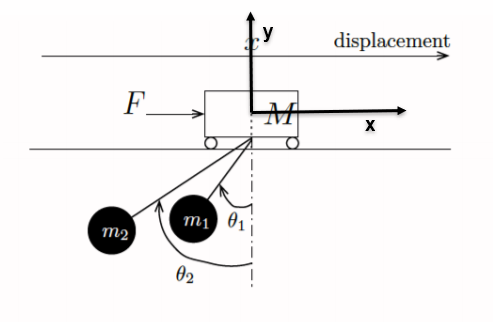 y
x
displacement
F
M
x
m₁
m₂
θ₁
θ₂